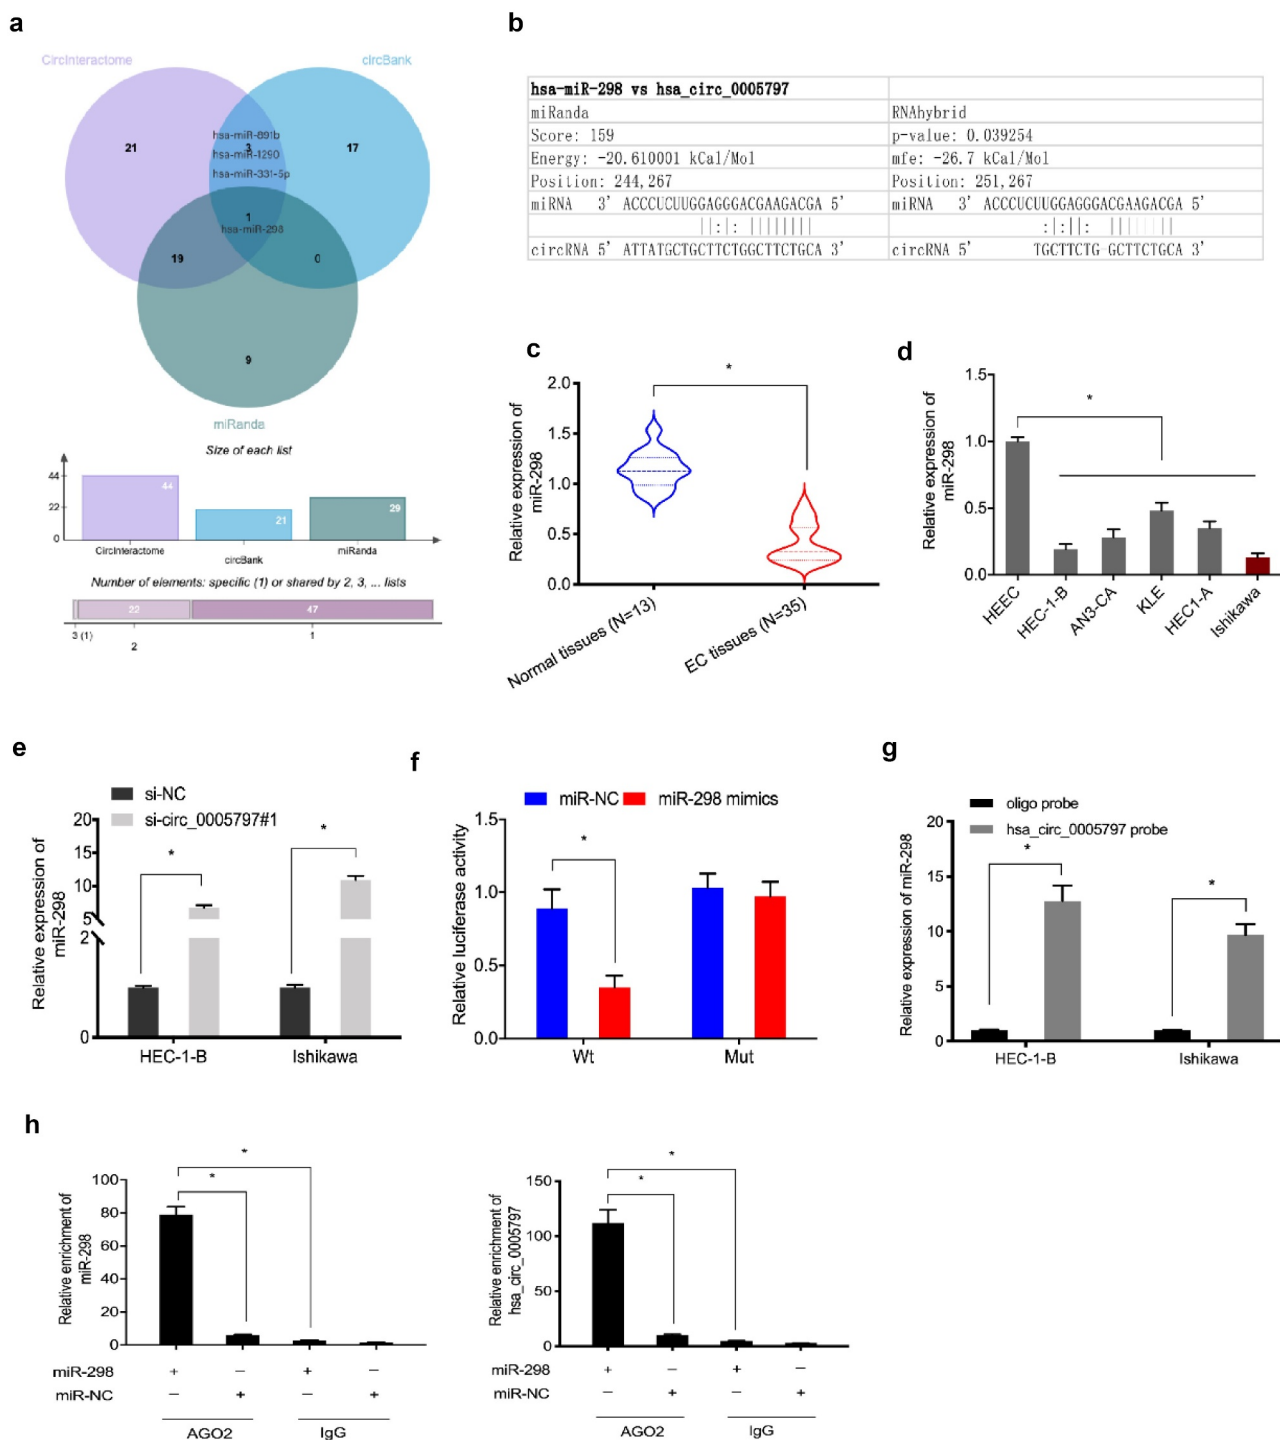 a
CircInteractome
circBank
21
hsa-miR-891b
3
hsa-miR-1290
hsa-miR-331-5p
17
1
hsa-miR-298
19
0
9
miRanda
Size of each list
44
22
0
44
21
29
CircInteractome
circBank
miRanda
Number of elements: specific (1) or shared by 2, 3, ... lists
22
47
3 (1)
2
1
b
hsa-miR-298 vs hsa_circ_0005797
miRanda
RNAhybrid
Score: 159
p-value: 0.039254
Energy: -20.610001 kCal/Mol
mfe: -26.7 kCal/Mol
Position: 244,267
Position: 251,267
miRNA 3' ACCCUCUUGGAGGGACGAAGACGA 5'
miRNA 3' ACCCUCUUGGAGGGACGAAGACGA 5'
||:|: ||||||||
:|:||: ||||||||
circRNA 5' ATTATGCTGCTTCTGGCTTCTGCA 3'
circRNA 5' TGCTTCTG GCTTCTGCA 3'
c
Relative expression of
miR-298
2.0
1.5
1.0
0.5
0.0
*
Normal tissues (N=13)
EC tissues (N=35)
d
Relative expression of
miR-298
1.5
1.0
0.5
0.0
*
HEEC
HEC-1-B
AN3-CA
KLE
HEC1-A
Ishikawa
e
si-NC
si-circ_0005797#1
Relative expression of
miR-298
20
15
10
5
2
0
*
*
HEC-1-B
Ishikawa
f
miR-NC
miR-298 mimics
Relative luciferase activity
1.5
1.0
0.5
0.0
*
Wt
Mut
g
oligo probe
hsa_circ_0005797 probe
Relative expression of miR-298
20
15
10
5
0
*
*
HEC-1-B
Ishikawa
h
Relative enrichment of
miR-298
100
80
60
40
20
0
*
*
miR-298 + − + −
miR-NC − + − +
AGO2
IgG
Relative enrichment of
hsa_circ_0005797
150
100
50
0
*
*
miR-298 + − + −
miR-NC − + − +
AGO2
IgG